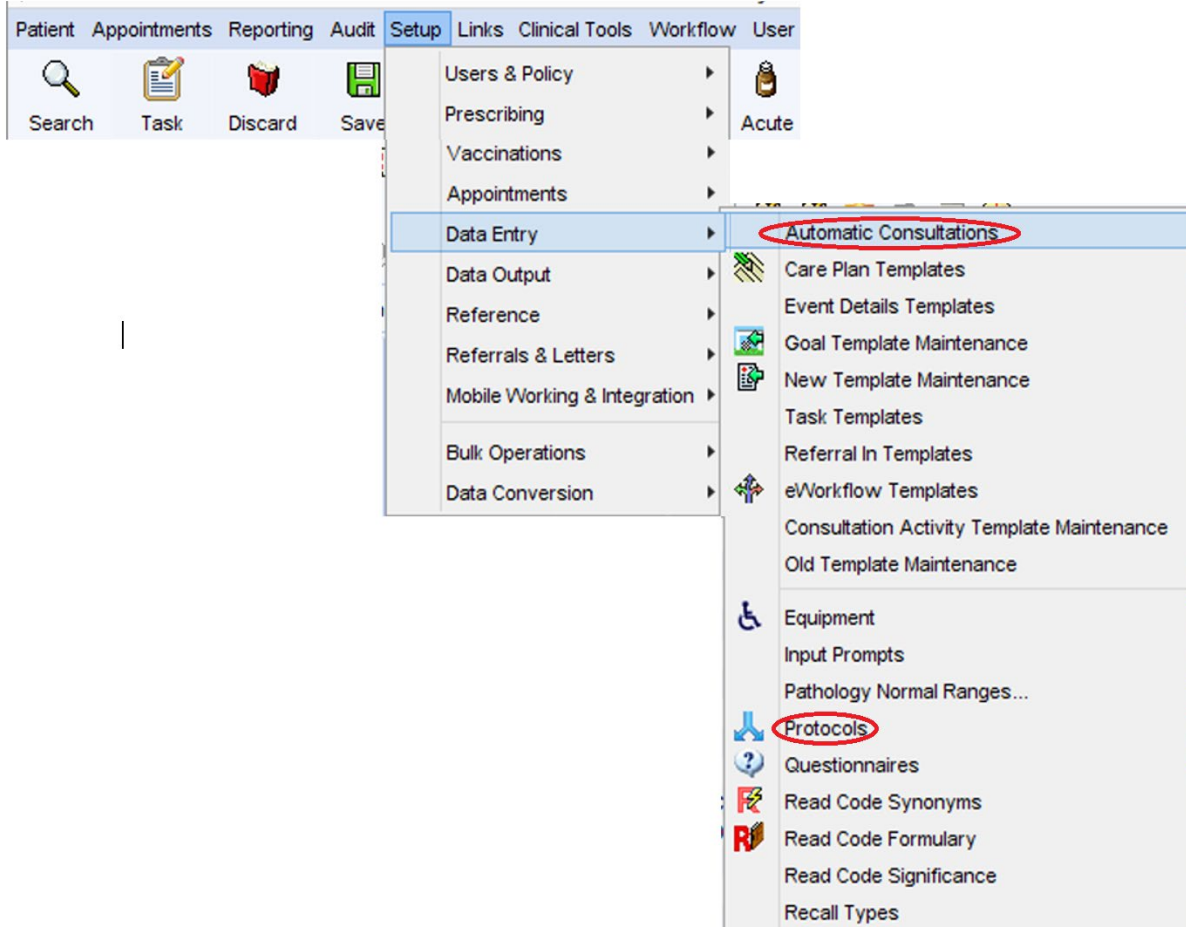 Patient Appointments Reporting Audit Setup Links Clinical Tools Workflow User
Search Task Discard Save Acute
Users & Policy
Prescribing
Vaccinations
Appointments
Data Entry
Data Output
Reference
Referrals & Letters
Mobile Working & Integration
Bulk Operations
Data Conversion
Automatic Consultations
Care Plan Templates
Event Details Templates
Goal Template Maintenance
New Template Maintenance
Task Templates
Referral In Templates
eWorkflow Templates
Consultation Activity Template Maintenance
Old Template Maintenance
Equipment
Input Prompts
Pathology Normal Ranges...
Protocols
Questionnaires
Read Code Synonyms
Read Code Formulary
Read Code Significance
Recall Types